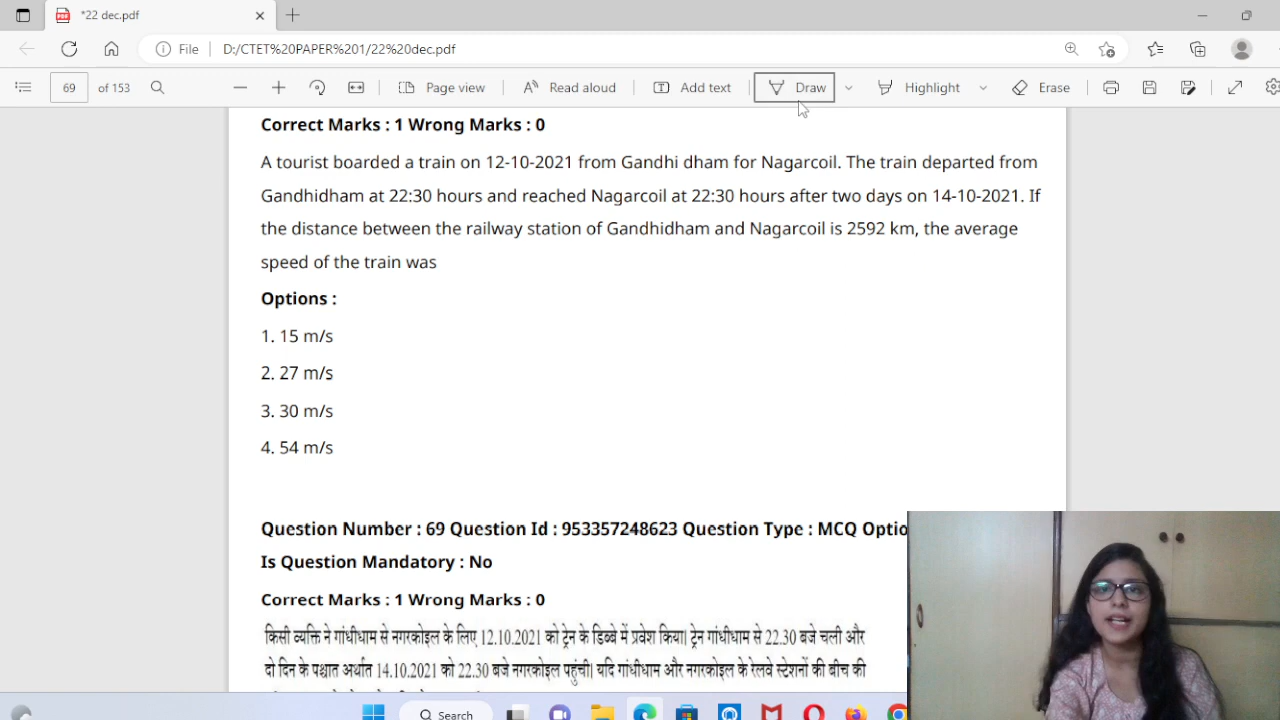 *22 dec.pdf
File D:/CTET%20PAPER%201/22%20dec.pdf
69 of 153 Page view Read aloud Add text Draw Highlight Erase
Correct Marks : 1 Wrong Marks : 0
A tourist boarded a train on 12-10-2021 from Gandhi dham for Nagarcoil. The train departed from
Gandhidham at 22:30 hours and reached Nagarcoil at 22:30 hours after two days on 14-10-2021. If
the distance between the railway station of Gandhidham and Nagarcoil is 2592 km, the average
speed of the train was
Options :
1. 15 m/s
2. 27 m/s
3. 30 m/s
4. 54 m/s
Question Number : 69 Question Id : 953357248623 Question Type : MCQ Optio
Is Question Mandatory : No
Correct Marks : 1 Wrong Marks : 0
किसी व्यक्ति ने गांधीधाम से नगरकोइल के लिए 12.10.2021 को ट्रेन के डिब्बे में प्रवेश किया। ट्रेन गांधीधाम से 22.30 बजे चली और
दो दिन के पश्चात अर्थात 14.10.2021 को 22.30 बजे नगरकोइल पहुंची। यदि गांधीधाम और नगरकोइल के रेलवे स्टेशनों की बीच की
Search